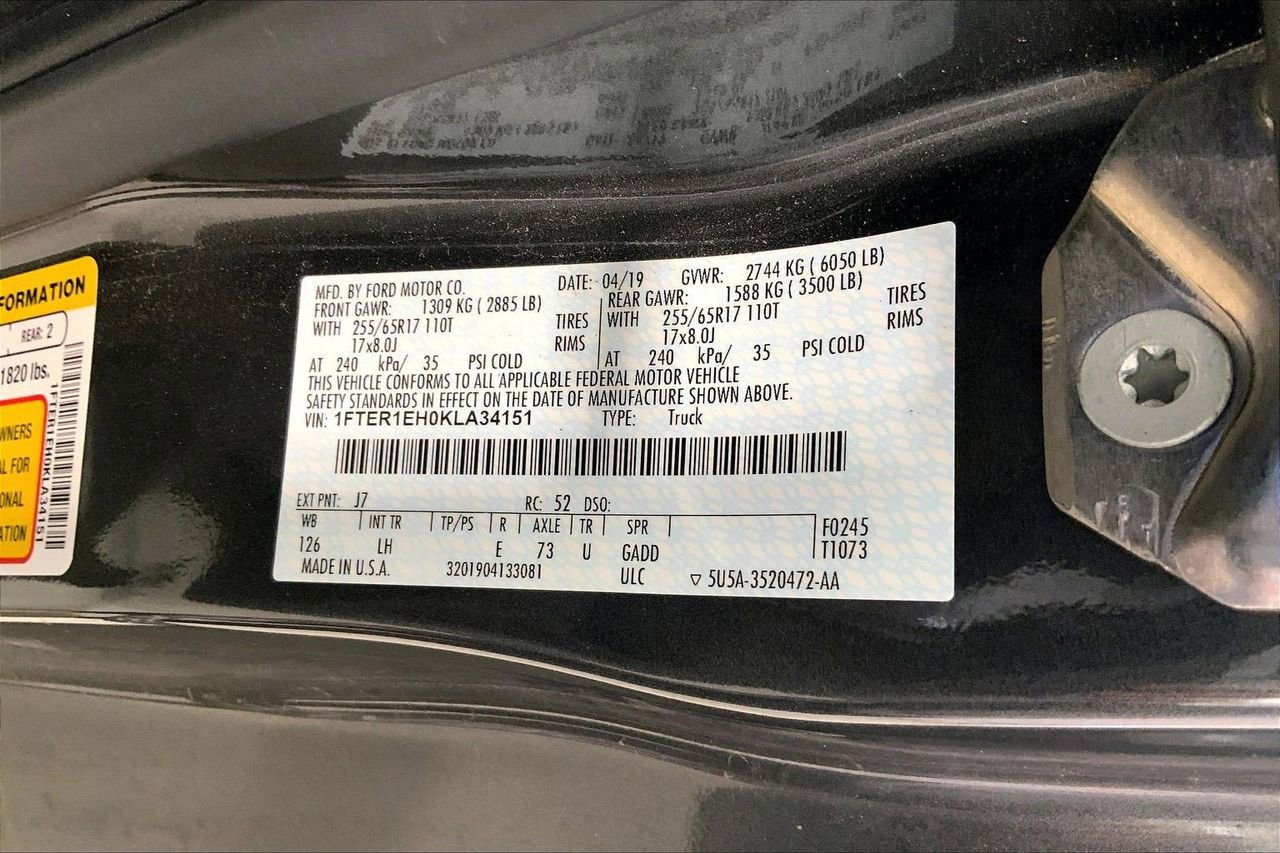 FORMATION
REAR: 2
1820 lbs.
WNERS
AL FOR
ONAL
ATION
1FTER1EH0KLA34151
MFD. BY FORD MOTOR CO. DATE: 04/19 GVWR: 2744 KG ( 6050 LB)
FRONT GAWR: 1309 KG ( 2885 LB) REAR GAWR: 1588 KG ( 3500 LB)
WITH 255/65R17 110T TIRES WITH 255/65R17 110T TIRES
17x8.0J RIMS 17x8.0J RIMS
AT 240 kPa/ 35 PSI COLD AT 240 kPa/ 35 PSI COLD
THIS VEHICLE CONFORMS TO ALL APPLICABLE FEDERAL MOTOR VEHICLE
SAFETY STANDARDS IN EFFECT ON THE DATE OF MANUFACTURE SHOWN ABOVE.
VIN: 1FTER1EH0KLA34151 TYPE: Truck
EXT PNT: J7 RC: 52 DSO:
WB INT TR TP/PS R AXLE TR SPR F0245
126 LH E 73 U GADD T1073
MADE IN U.S.A. 3201904133081 ULC ▽ 5U5A-3520472-AA